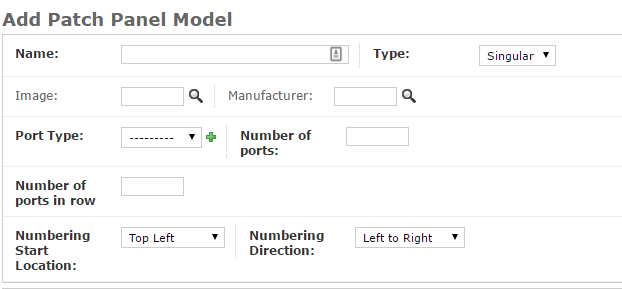 Add Patch Panel Model
Name: Type: Singular
Image: Manufacturer:
Port Type: --------- Number of
ports:
Number of
ports in row
Numbering Top Left Numbering Left to Right
Start Direction:
Location: